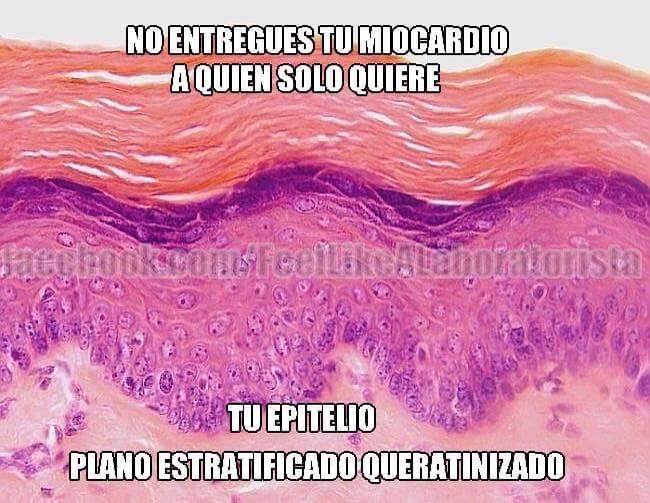 NO ENTREGUES TU MIOCARDIO
A QUIEN SOLO QUIERE
facebook.com/FeelLikeALaboratorista
TU EPITELIO
PLANO ESTRATIFICADO QUERATINIZADO